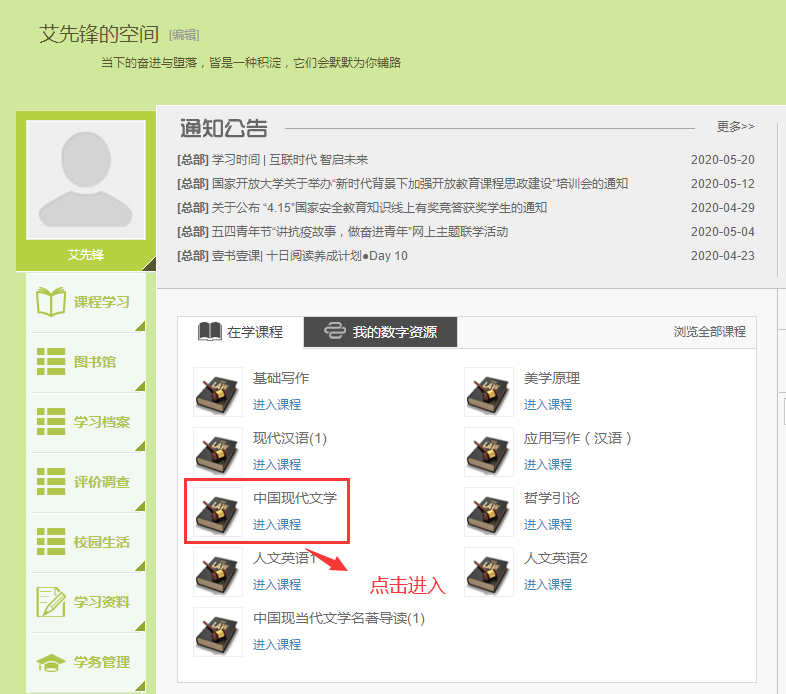 艾先锋的空间 [编辑]
当下的奋进与堕落，皆是一种积淀，它们会默默为你铺路
艾先锋
课程学习
图书馆
学习档案
评价调查
校园生活
学习资料
学务管理
通知公告
更多>>
[总部] 学习时间 | 互联时代 智启未来 2020-05-20
[总部] 国家开放大学关于举办“新时代背景下加强开放教育课程思政建设”培训会的通知 2020-05-12
[总部] 关于公布 “4.15”国家安全教育知识线上有奖竞答获奖学生的通知 2020-04-29
[总部] 五四青年节“讲抗疫故事，做奋进青年”网上主题联学活动 2020-05-04
[总部] 壹书壹课| 十日阅读养成计划●Day 10 2020-04-23
在学课程 我的数字资源 浏览全部课程
基础写作
进入课程
美学原理
进入课程
现代汉语(1)
进入课程
应用写作（汉语）
进入课程
中国现代文学
进入课程
哲学引论
进入课程
人文英语1
进入课程
点击进入
人文英语2
进入课程
中国现当代文学名著导读(1)
进入课程
LAW
LAW
LAW
LAW
LAW
LAW
LAW
LAW
LAW